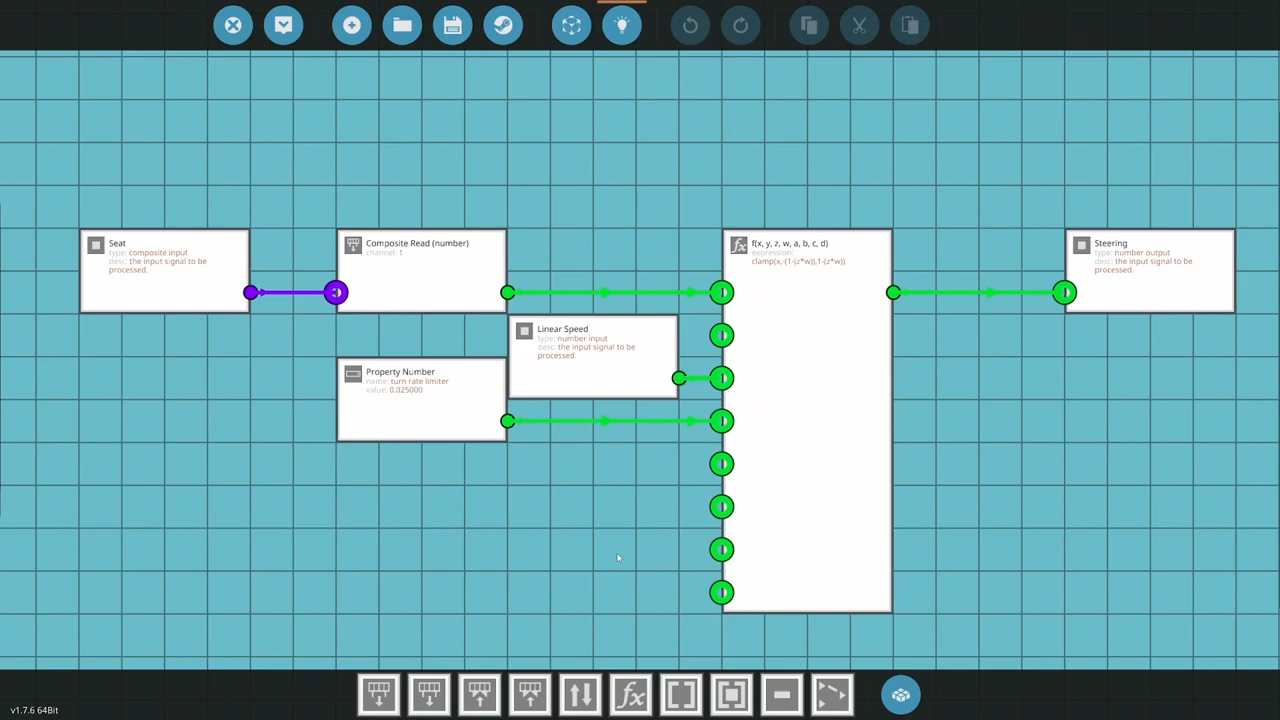 Seat
type: composite input
desc: the input signal to be
processed.
Composite Read (number)
channel: 1
Linear Speed
type: number input
desc: the input signal to be
processed.
Property Number
name: turn rate limiter
value: 0.025000
fx
f(x, y, z, w, a, b, c, d)
expression:
clamp(x,-(1-(z*w)),1-(z*w))
Steering
type: number output
desc: the input signal to be
processed.
fx
v1.7.6 64Bit